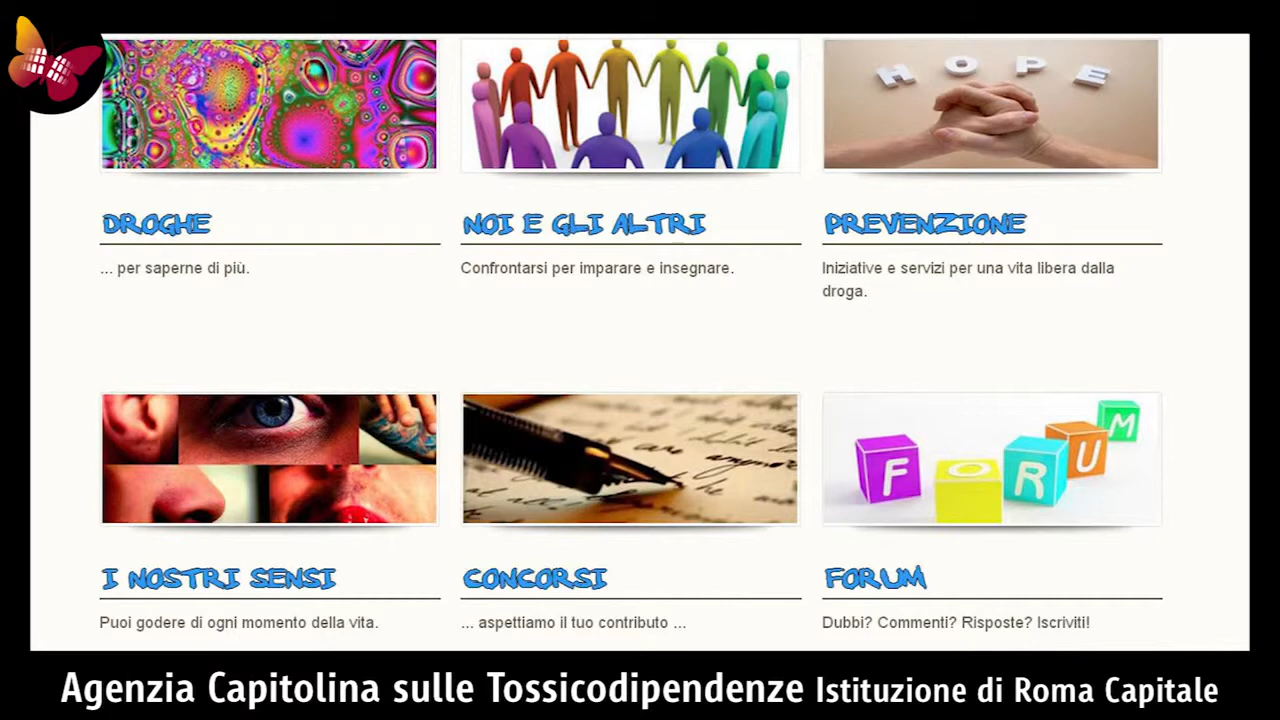 HOPE
DROGHE
... per saperne di più.
NOI E GLI ALTRI
Confrontarsi per imparare e insegnare.
PREVENZIONE
Iniziative e servizi per una vita libera dalla
droga.
I NOSTRI SENSI
Puoi godere di ogni momento della vita.
CONCORSI
... aspettiamo il tuo contributo ...
FORUM
FORUM
Dubbi? Commenti? Risposte? Iscriviti!
Agenzia Capitolina sulle Tossicodipendenze Istituzione di Roma Capitale